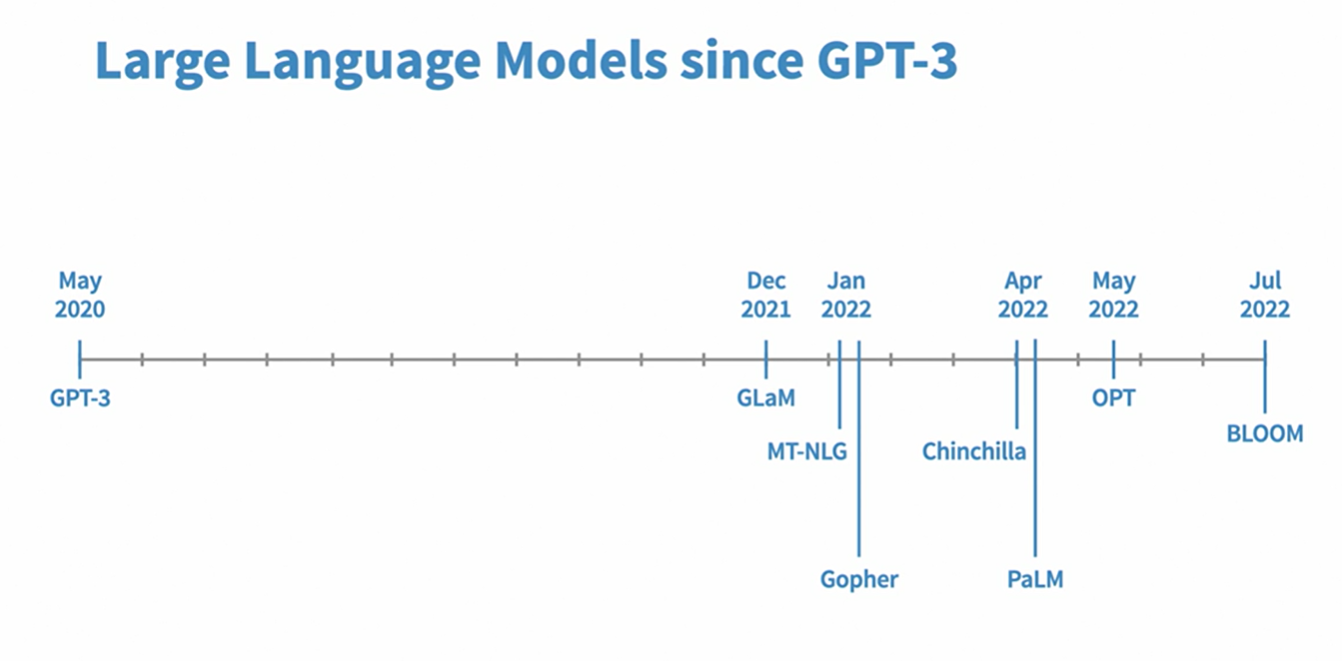 Large Language Models since GPT-3
May
2020
Dec
2021
Jan
2022
Apr
2022
May
2022
Jul
2022
GPT-3
GLaM
OPT
BLOOM
MT-NLG
Chinchilla
Gopher
PaLM